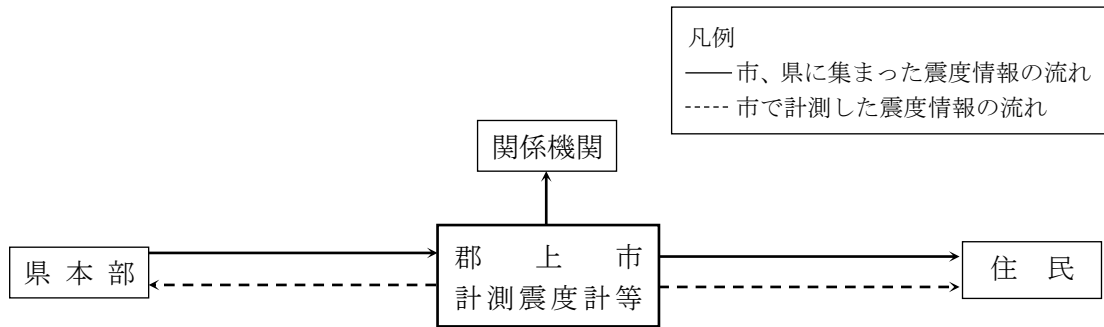 凡例
市、県に集まった震度情報の流れ
市で計測した震度情報の流れ
関係機関
県本部
郡上市
計測震度計等
住民